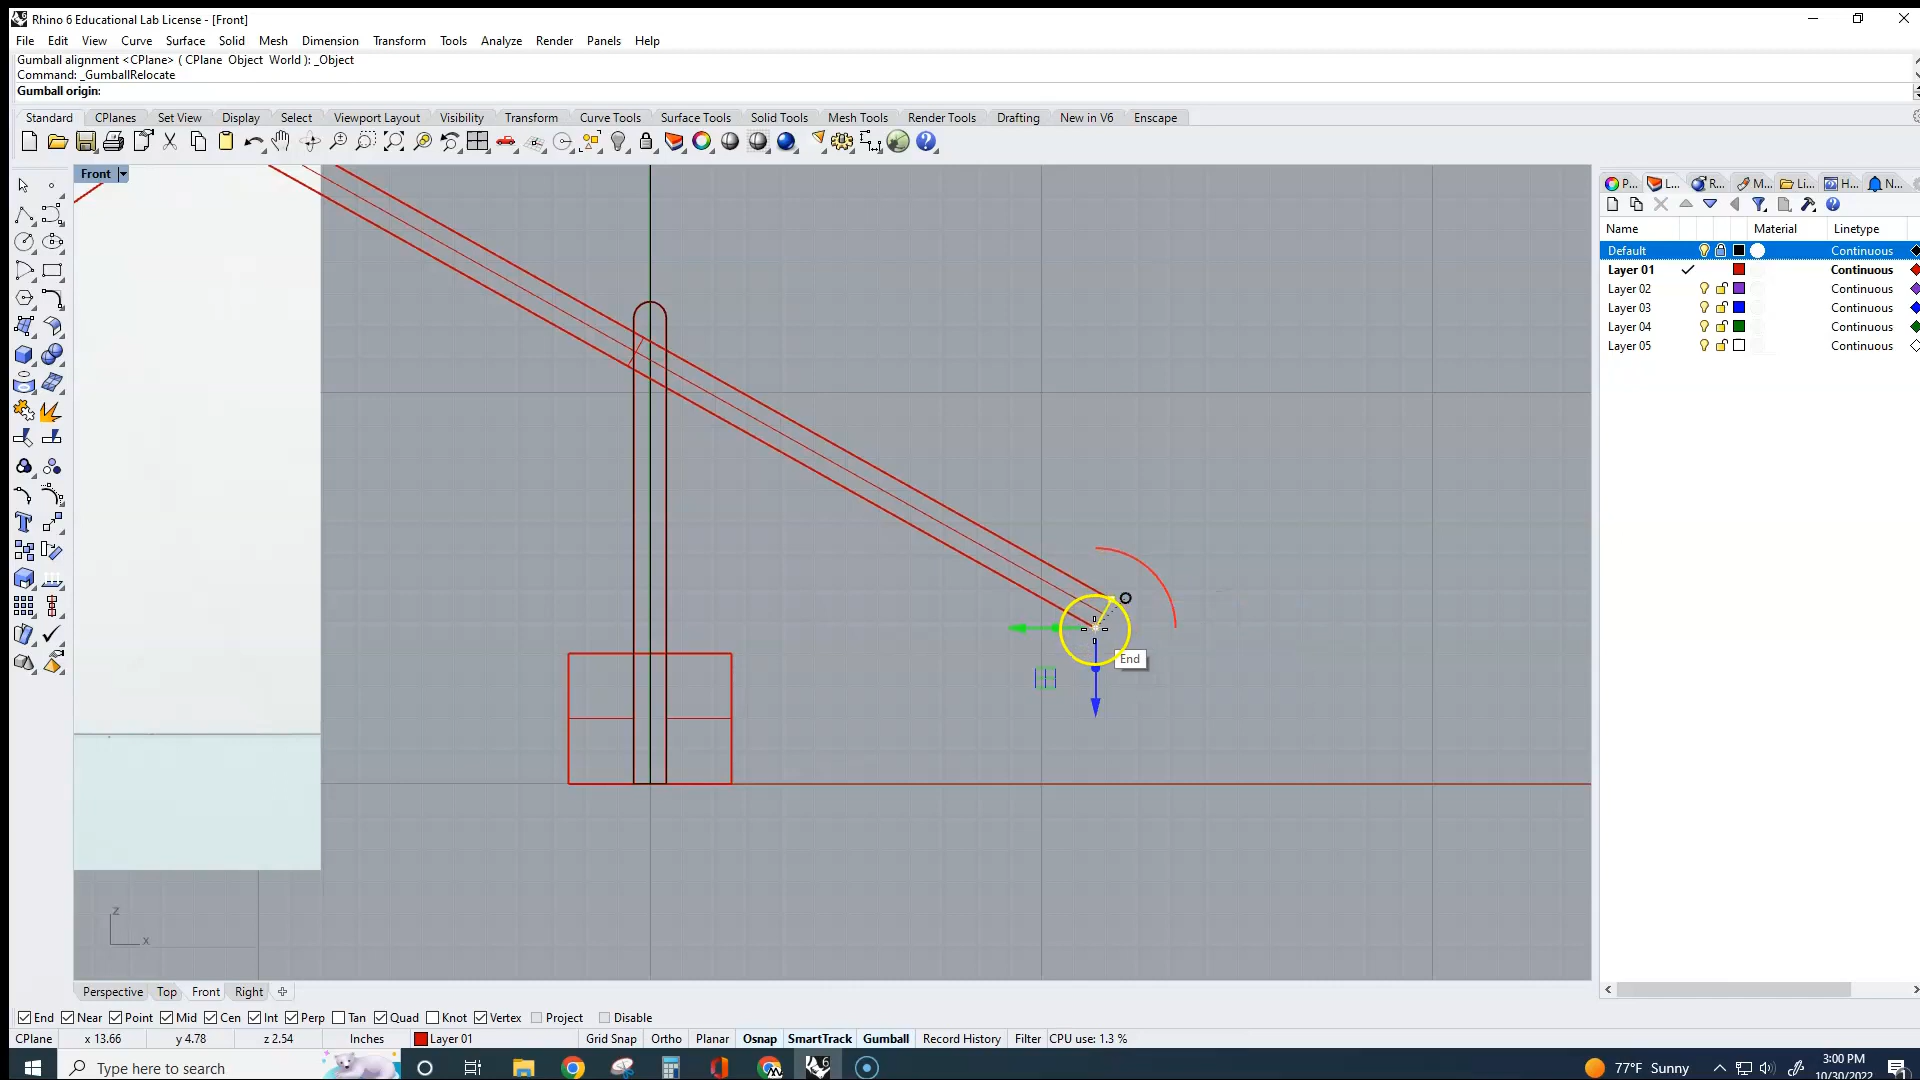 Rhino 6 Educational Lab License - [Front]
File Edit View Curve Surface Solid Mesh Dimension Transform Tools Analyze Render Panels Help
Gumball alignment <CPlane> ( CPlane Object World ): _Object
Command: _GumballRelocate
Gumball origin:
Standard CPlanes Set View Display Select Viewport Layout Visibility Transform Curve Tools Surface Tools Solid Tools Mesh Tools Render Tools Drafting New in V6 Enscape
Front
P... L... R... M... Li... H... N...
Name Material Linetype
Default Continuous
Layer 01 Continuous
Layer 02 Continuous
Layer 03 Continuous
Layer 04 Continuous
Layer 05 Continuous
End
z
x
Perspective Top Front Right
End Near Point Mid Cen Int Perp Tan Quad Knot Vertex Project Disable
CPlane x 13.66 y 4.78 z 2.54 Inches Layer 01 Grid Snap Ortho Planar Osnap SmartTrack Gumball Record History Filter CPU use: 1.3 %
Type here to search
77°F Sunny
3:00 PM
10/30/2022